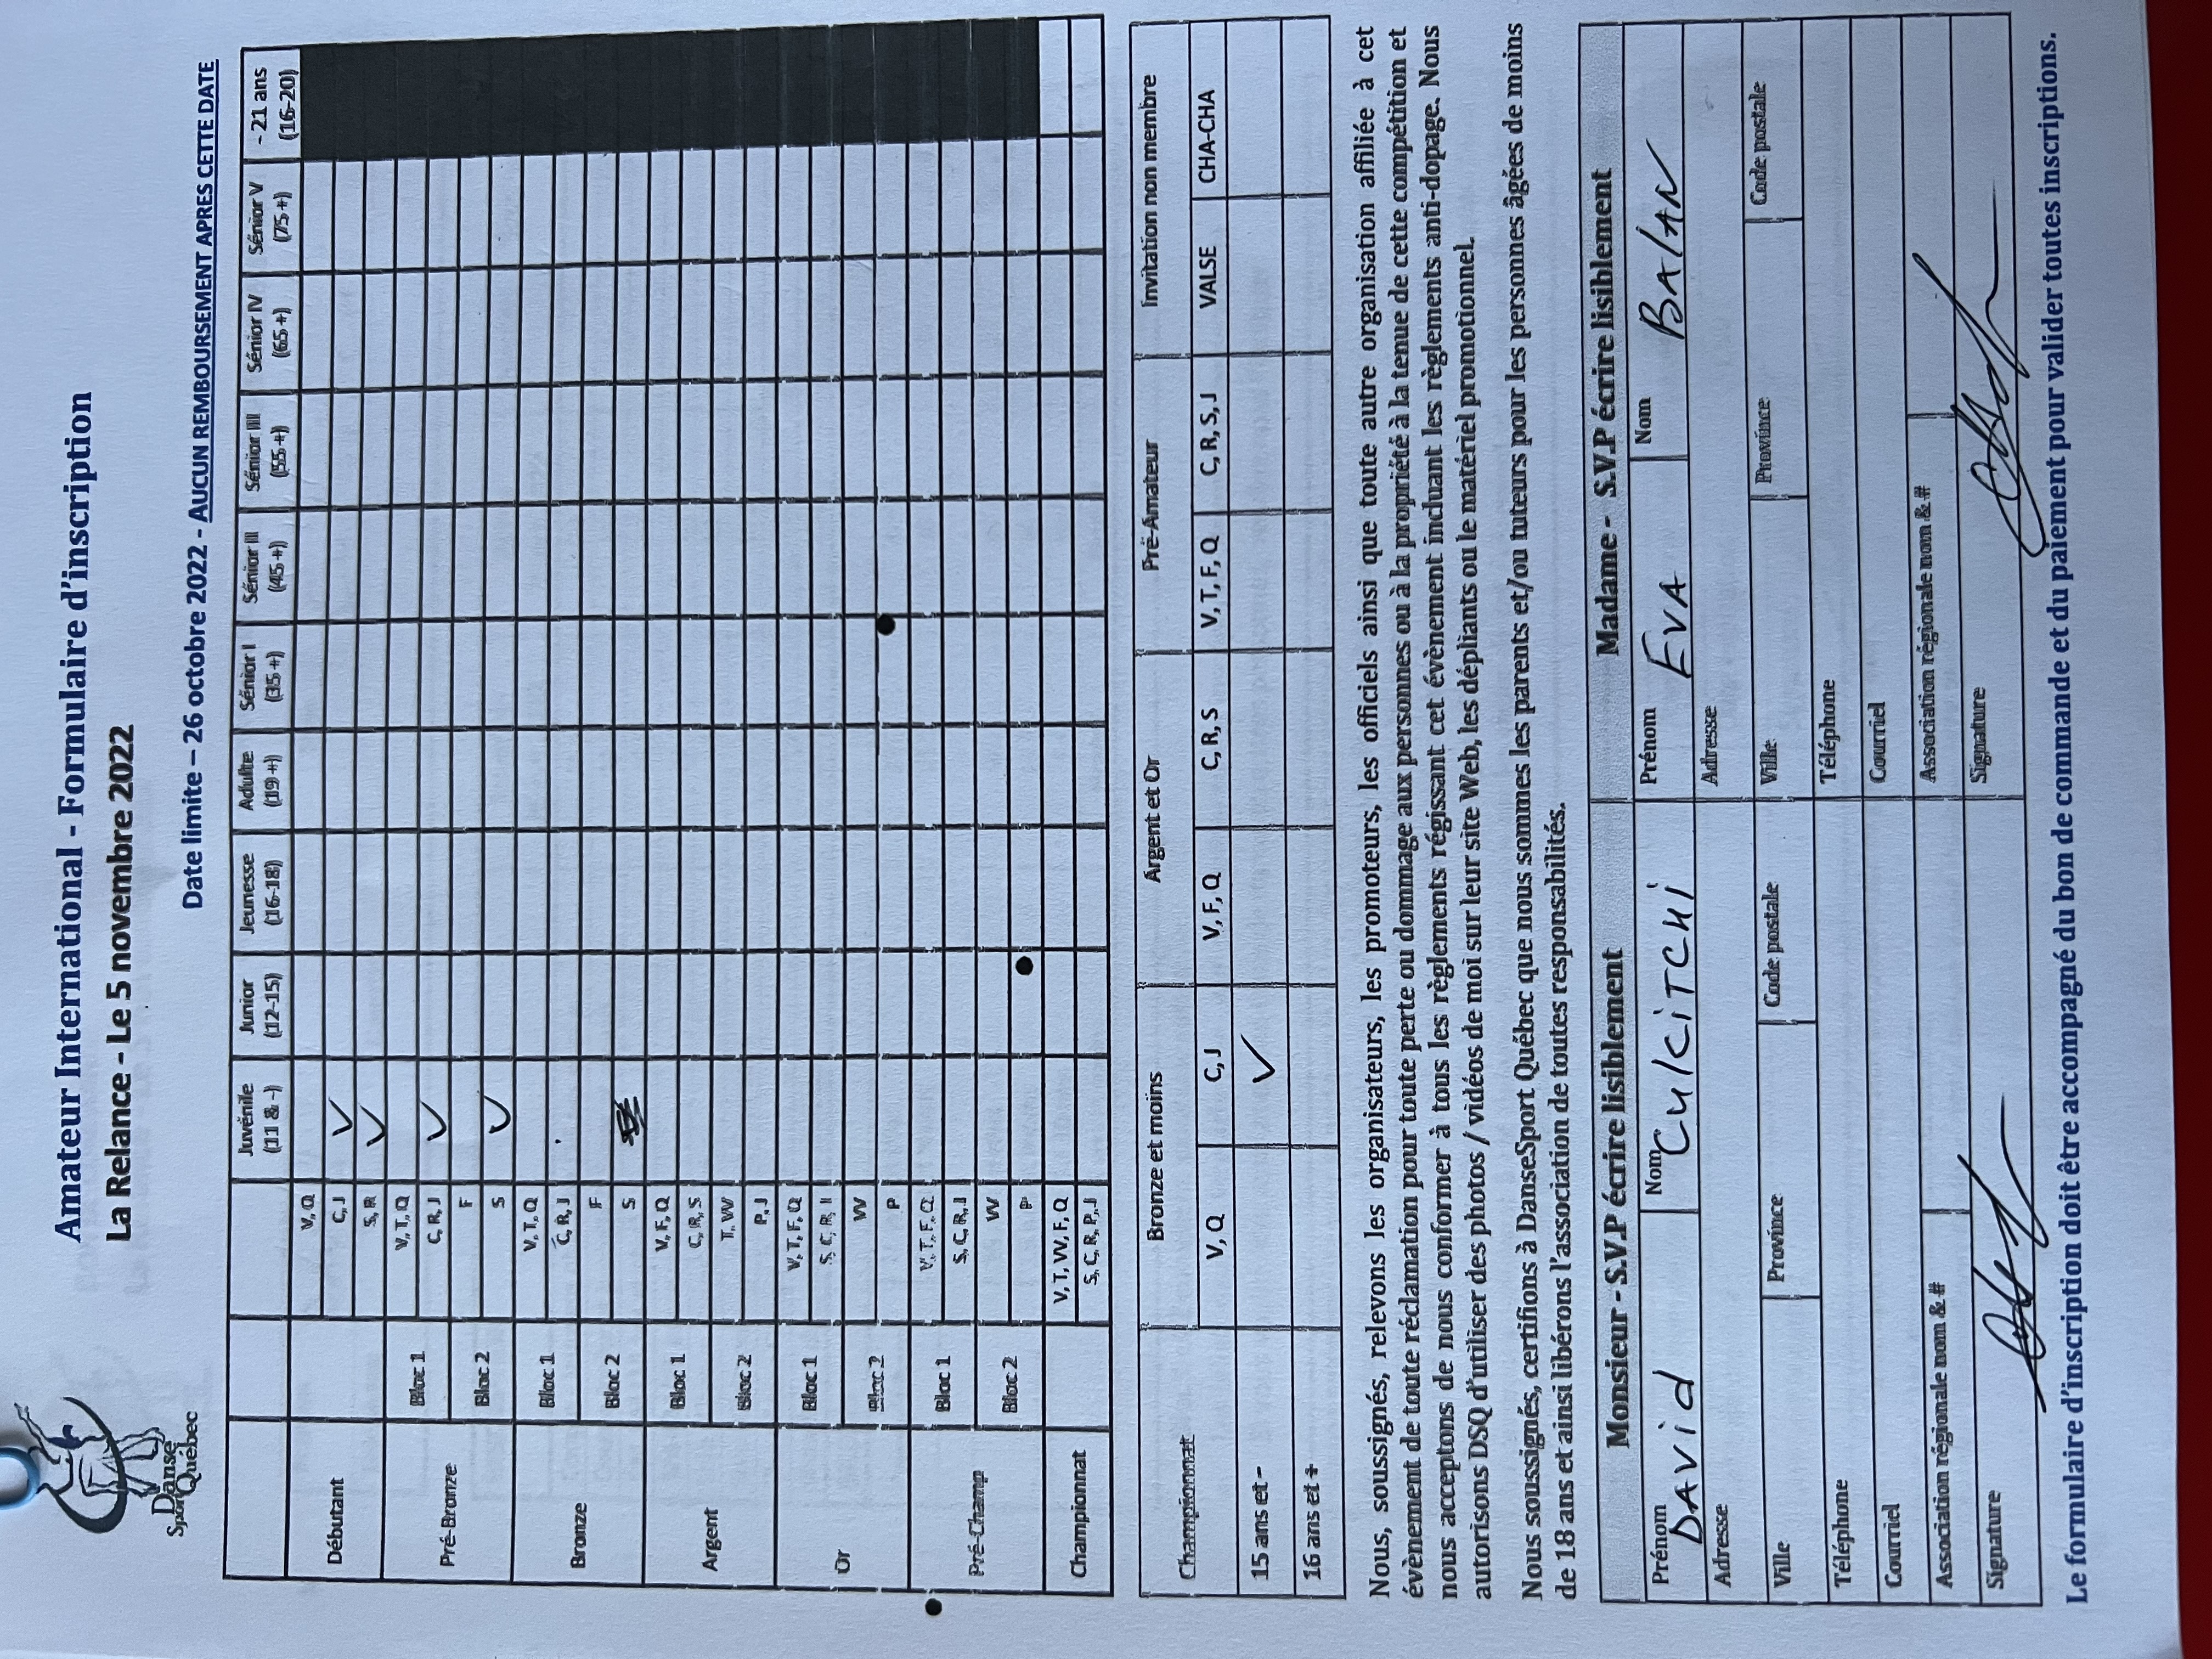 Danse
Sport Québec
Amateur International - Formulaire d'inscription
La Relance - Le 5 novembre 2022
Date limite – 26 octobre 2022 - AUCUN REMBOURSEMENT APRES CETTE DATE
Juvénile (11 & -) Junior (12-15) Jeunesse (16-18) Adulte (19+) Sénior I (35+) Sénior II (45+) Sénior III (55+) Sénior IV (65+) Sénior V (75+) - 21 ans (16-20)
Débutant V, Q
C, J ✓
S, R ✓
Pré-Bronze Bloc 1 V, T, Q
C, R, J ✓
Bloc 2 F
S ✓
Bronze Bloc 1 V, T, Q
C, R, J
Bloc 2 F
S
Argent Bloc 1 V, F, Q
C, R, S
Bloc 2 T, W
P, J
Or Bloc 1 V, T, F, Q
S, C, R, J
Bloc 2 W
P
Pré-Champ Bloc 1 V, T, F, Q
S, C, R, J
Bloc 2 W
P
Championnat V, T, W, F, Q
S, C, R, P, J
Championnat Bronze et moins Argent et Or Pré-Amateur Invitation non membre
V, Q C, J V, F, Q C, R, S V, T, F, Q C, R, S, J VALSE CHA-CHA
15 ans et - ✓
16 ans et +
Nous, soussignés, relevons les organisateurs, les promoteurs, les officiels ainsi que toute autre organisation affiliée à cet
évènement de toute réclamation pour toute perte ou dommage aux personnes ou à la propriété à la tenue de cette compétition et
nous acceptons de nous conformer à tous les règlements régissant cet évènement incluant les règlements anti-dopage. Nous
autorisons DSQ d'utiliser des photos / vidéos de moi sur leur site Web, les dépliants ou le matériel promotionnel.
Nous soussignés, certifions à DanseSport Québec que nous sommes les parents et/ou tuteurs pour les personnes âgées de moins
de 18 ans et ainsi libérons l'association de toutes responsabilités.
Monsieur - S.V.P écrire lisiblement Madame - S.V.P écrire lisiblement
Prénom DAVid Nom CulciTCHi Prénom EVA Nom BAlAN
Adresse Adresse
Ville Province Code postale Ville Province Code postale
Téléphone Téléphone
Courriel Courriel
Association régionale nom & # Association régionale nom & #
Signature Signature
Le formulaire d'inscription doit être accompagné du bon de commande et du paiement pour valider toutes inscriptions.